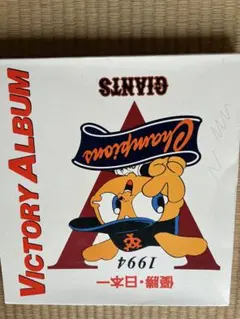 VICTORY ALBUM
GIANTS
Champions
1994
優勝・日本一